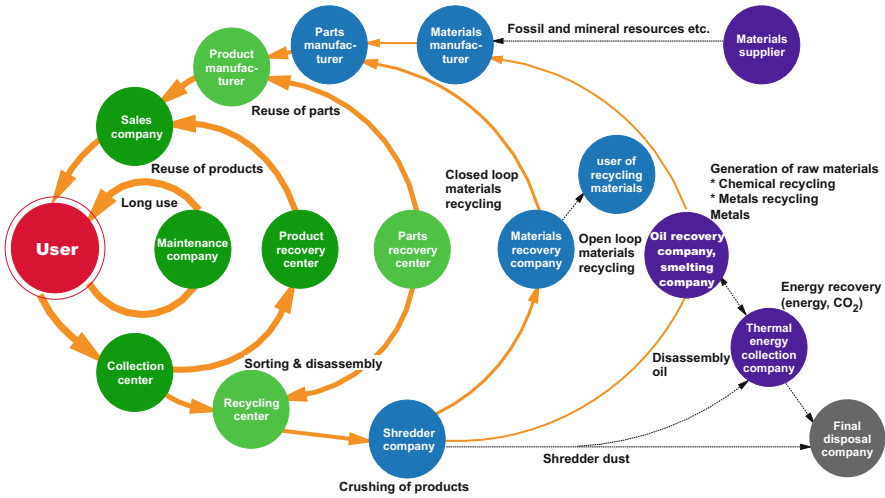 Parts
manufac-
turer
Materials
manufac-
turer
Fossil and mineral resources etc.
Materials
supplier
Product
manufac-
turer
Reuse of parts
Sales
company
Reuse of products
Long use
User
Maintenance
company
Product
recovery
center
Parts
recovery
center
Closed loop
materials
recycling
user of
recycling
materials
Materials
recovery
company
Open loop
materials
recycling
Generation of raw materials
* Chemical recycling
* Metals recycling
Metals
Oil recovery
company,
smelting
company
Energy recovery
(energy, CO₂)
Thermal
energy
collection
company
Disassembly
oil
Collection
center
Sorting & disassembly
Recycling
center
Shredder
company
Crushing of products
Shredder dust
Final
disposal
company